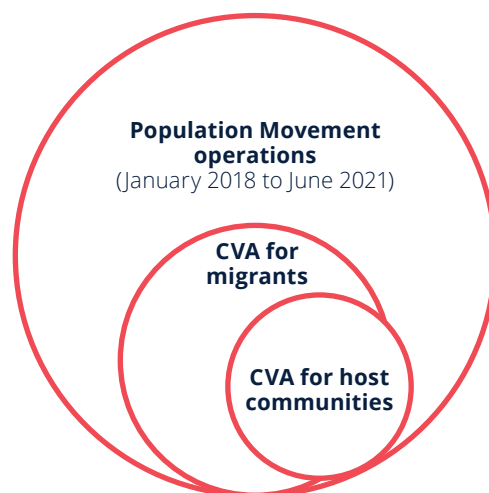 Population Movement
operations
(January 2018 to June 2021)
CVA for
migrants
CVA for host
communities